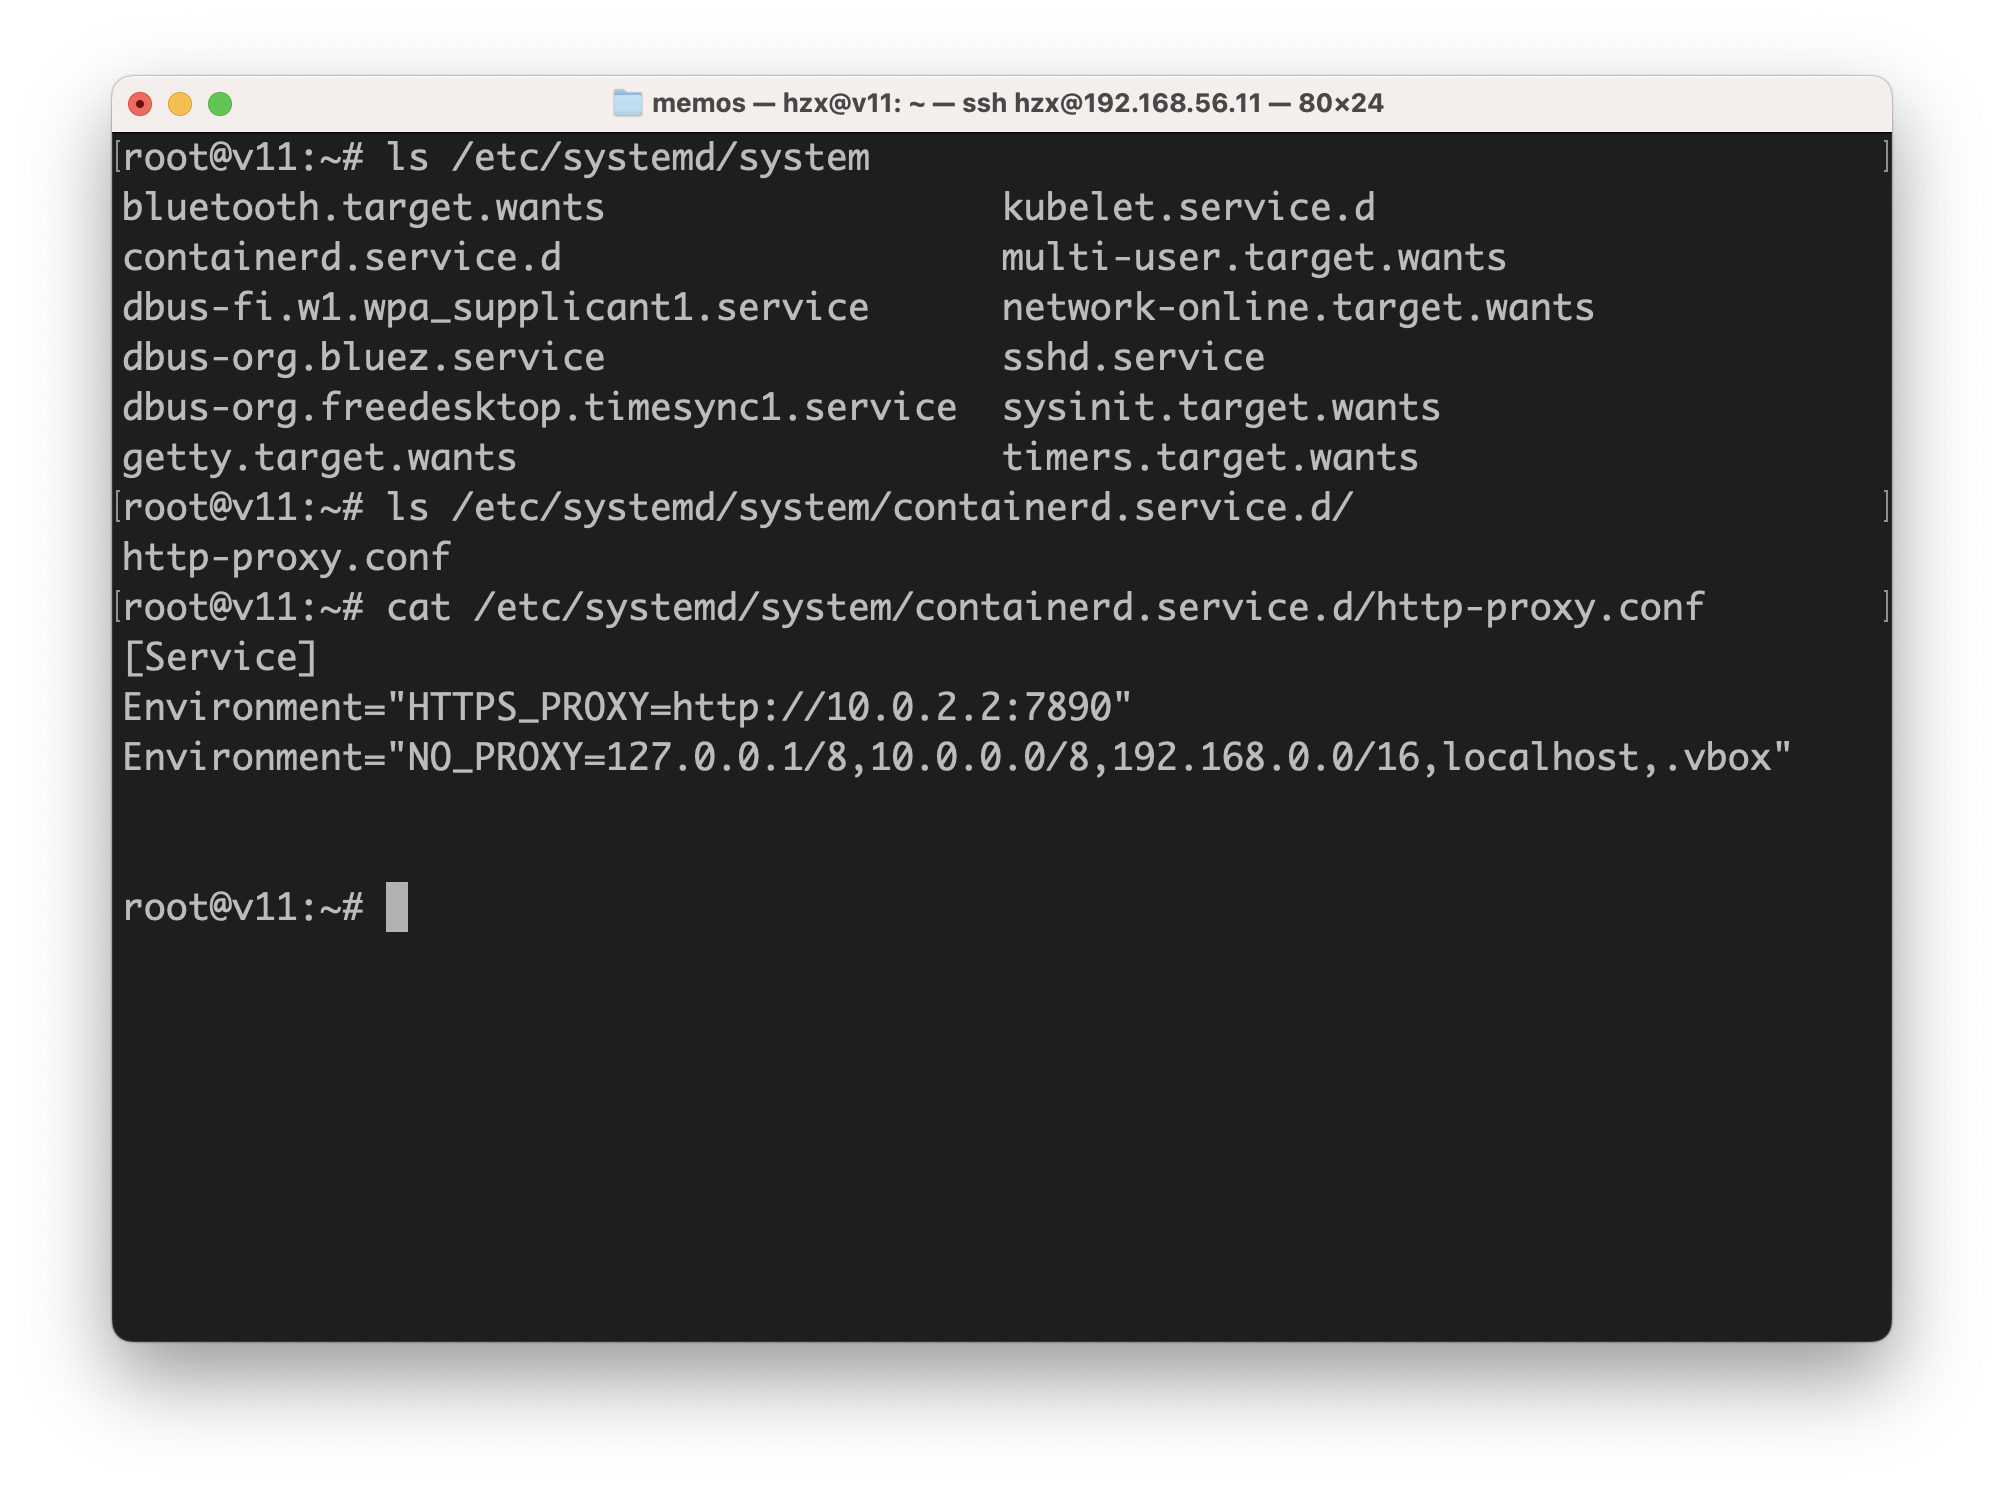 memos — hzx@v11: ~ — ssh hzx@192.168.56.11 — 80×24
[root@v11:~# ls /etc/systemd/system ]
bluetooth.target.wants kubelet.service.d
containerd.service.d multi-user.target.wants
dbus-fi.w1.wpa_supplicant1.service network-online.target.wants
dbus-org.bluez.service sshd.service
dbus-org.freedesktop.timesync1.service sysinit.target.wants
getty.target.wants timers.target.wants
[root@v11:~# ls /etc/systemd/system/containerd.service.d/ ]
http-proxy.conf
[root@v11:~# cat /etc/systemd/system/containerd.service.d/http-proxy.conf ]
[Service]
Environment="HTTPS_PROXY=http://10.0.2.2:7890"
Environment="NO_PROXY=127.0.0.1/8,10.0.0.0/8,192.168.0.0/16,localhost,.vbox"
root@v11:~#